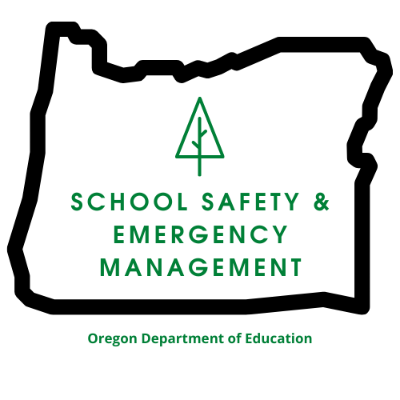 SCHOOL SAFETY &
EMERGENCY
MANAGEMENT
Oregon Department of Education